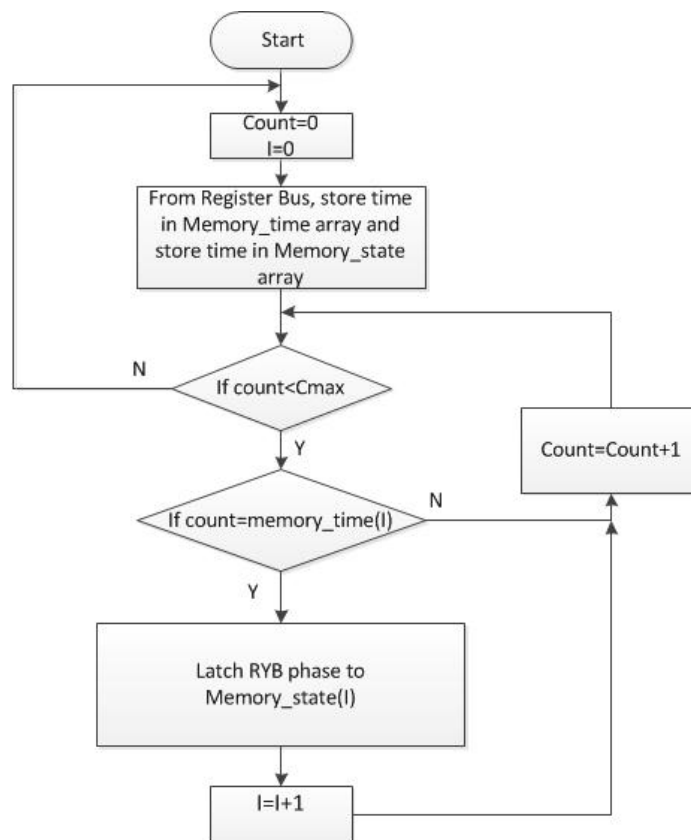 Start
Count=0
I=0
From Register Bus, store time
in Memory_time array and
store time in Memory_state
array
N
If count<Cmax
Y
Count=Count+1
If count=memory_time(I)
N
Y
Latch RYB phase to
Memory_state(I)
I=I+1